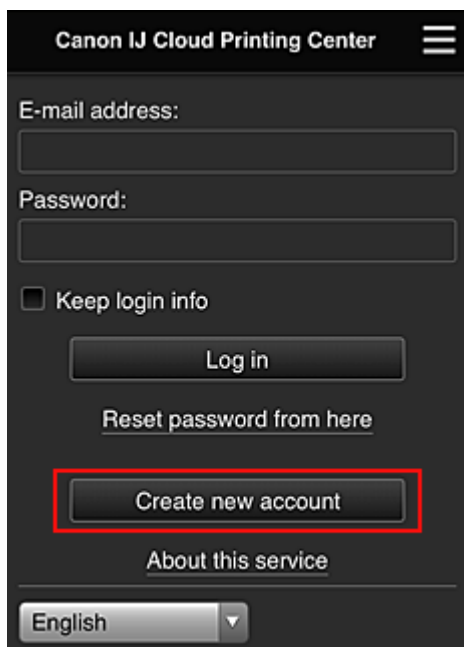 Canon IJ Cloud Printing Center
E-mail address:
Password:
Keep login info
Log in
Reset password from here
Create new account
About this service
English